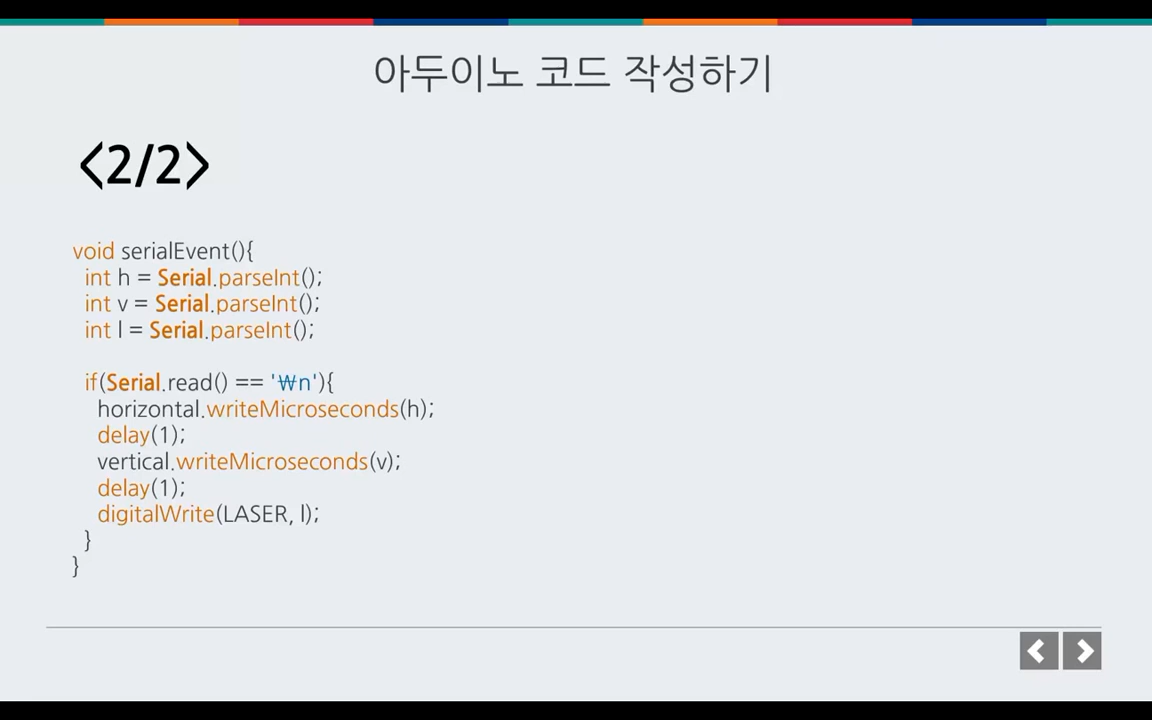 아두이노 코드 작성하기
<2/2>
void serialEvent(){
int h = Serial.parseInt();
int v = Serial.parseInt();
int l = Serial.parseInt();
if(Serial.read() == '₩n'){
horizontal.writeMicroseconds(h);
delay(1);
vertical.writeMicroseconds(v);
delay(1);
digitalWrite(LASER, l);
}
}